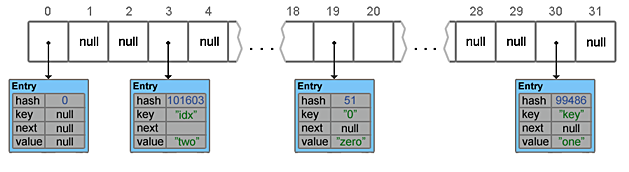 0 1 2 3 4 18 19 20 28 29 30 31
null null null ... ... null null null
Entry Entry Entry Entry
hash 0 hash 101603 hash 51 hash 99486
key null key "idx" key "0" key "key"
next null next next null next null
value null value "two" value "zero" value "one"